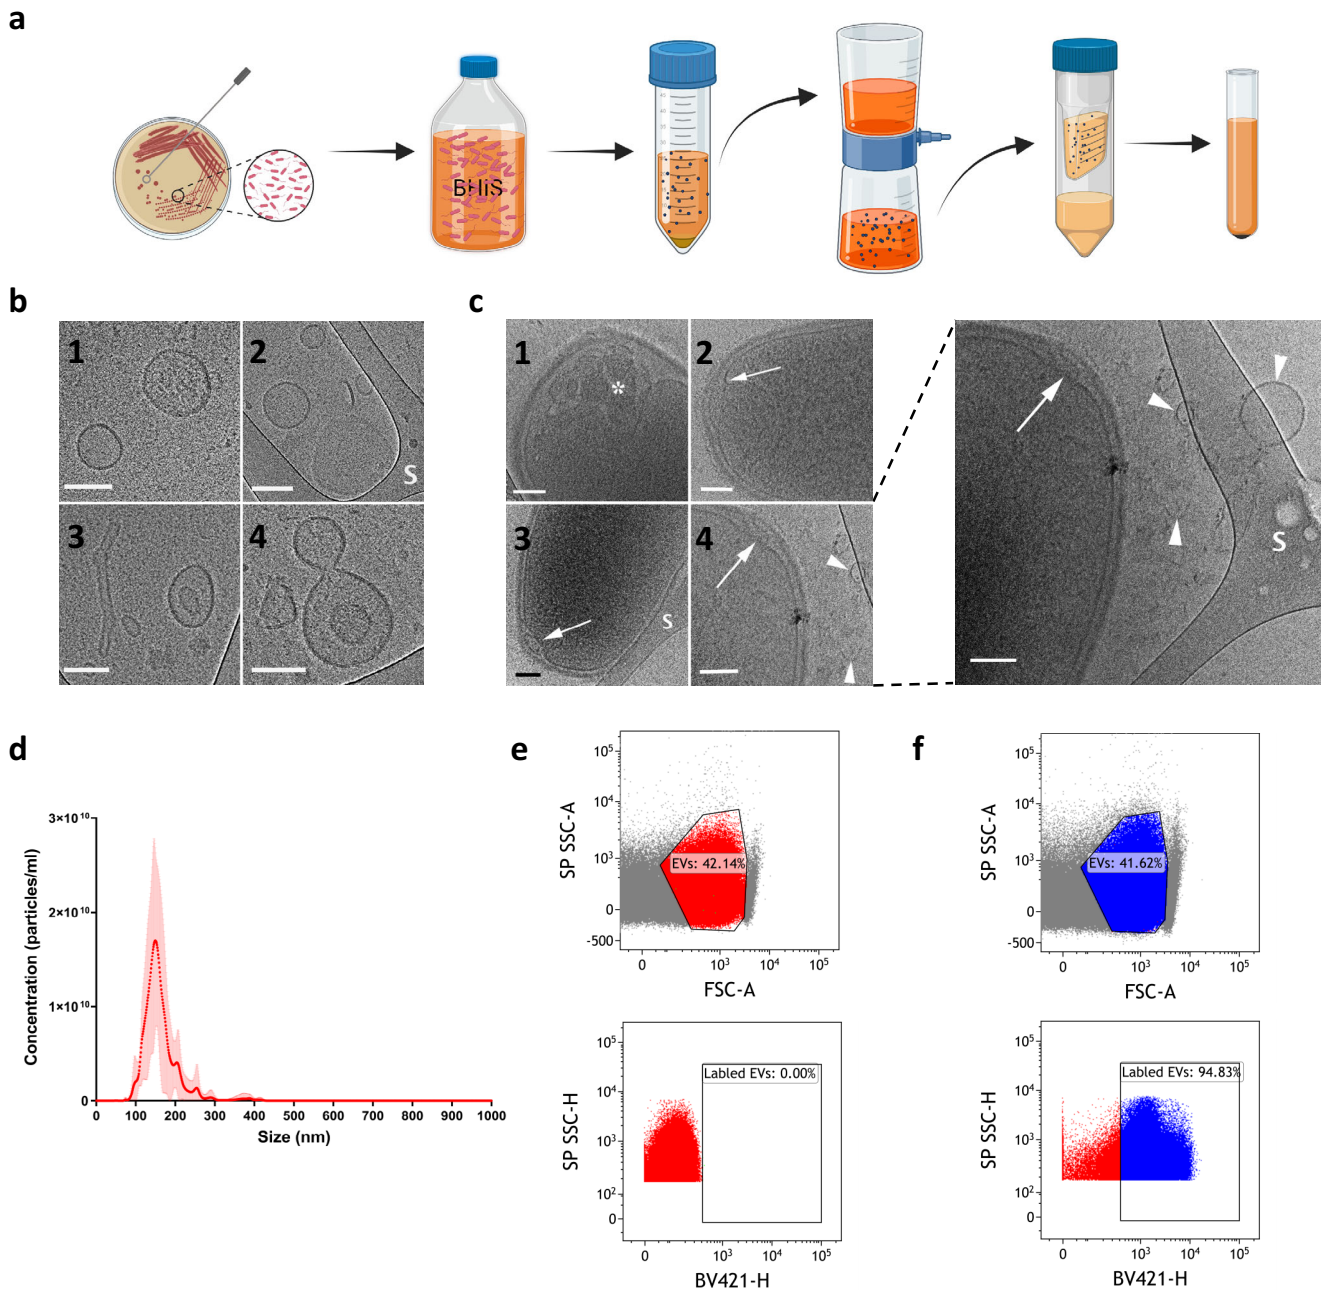 a
BHiS
b
c
1
2
S
3
4
1
2
*
3
S
4
S
d
Concentration (particles/ml)
3×10¹⁰
2×10¹⁰
1×10¹⁰
0
0 100 200 300 400 500 600 700 800 900 1000
Size (nm)
e
SP SSC-A
10⁵
10⁴
10³
0
-500
EVs: 42.14%
0 10³ 10⁴ 10⁵
FSC-A
SP SSC-H
10⁵
10⁴
10³
10²
0
Labled EVs: 0.00%
0 10³ 10⁴ 10⁵
BV421-H
f
SP SSC-A
10⁵
10⁴
10³
0
-500
EVs: 41.62%
0 10³ 10⁴ 10⁵
FSC-A
SP SSC-H
10⁵
10⁴
10³
10²
0
Labled EVs: 94.83%
0 10³ 10⁴ 10⁵
BV421-H